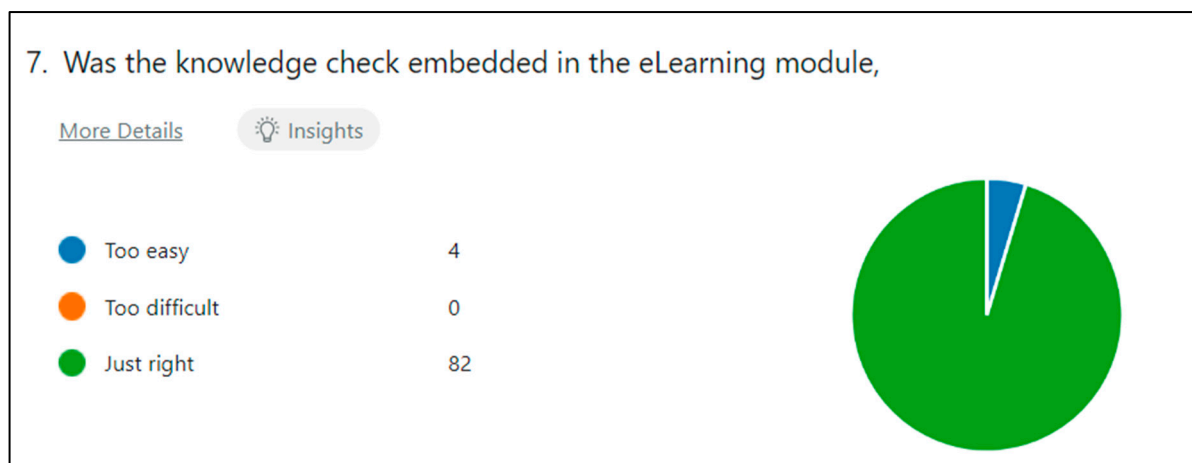 7. Was the knowledge check embedded in the eLearning module,
More Details Insights
Too easy 4
Too difficult 0
Just right 82